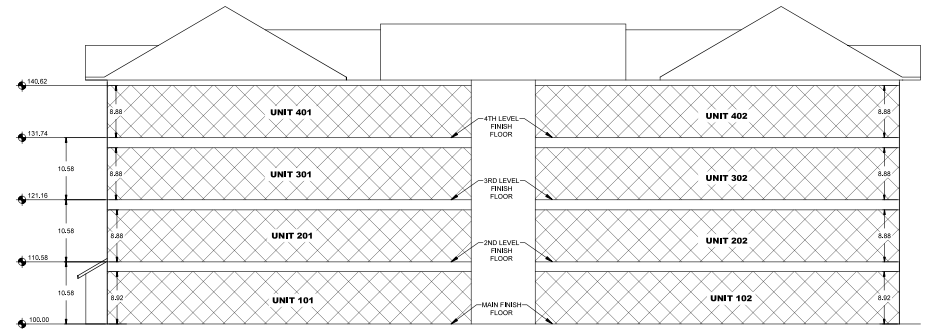 140.62
8.88
UNIT 401
4TH LEVEL
FINISH
FLOOR
UNIT 402
8.88
131.74
10.58
8.88
UNIT 301
3RD LEVEL
FINISH
FLOOR
UNIT 302
8.88
121.16
10.58
8.88
UNIT 201
2ND LEVEL
FINISH
FLOOR
UNIT 202
8.88
110.58
10.58
8.92
UNIT 101
MAIN FINISH
FLOOR
UNIT 102
8.92
100.00